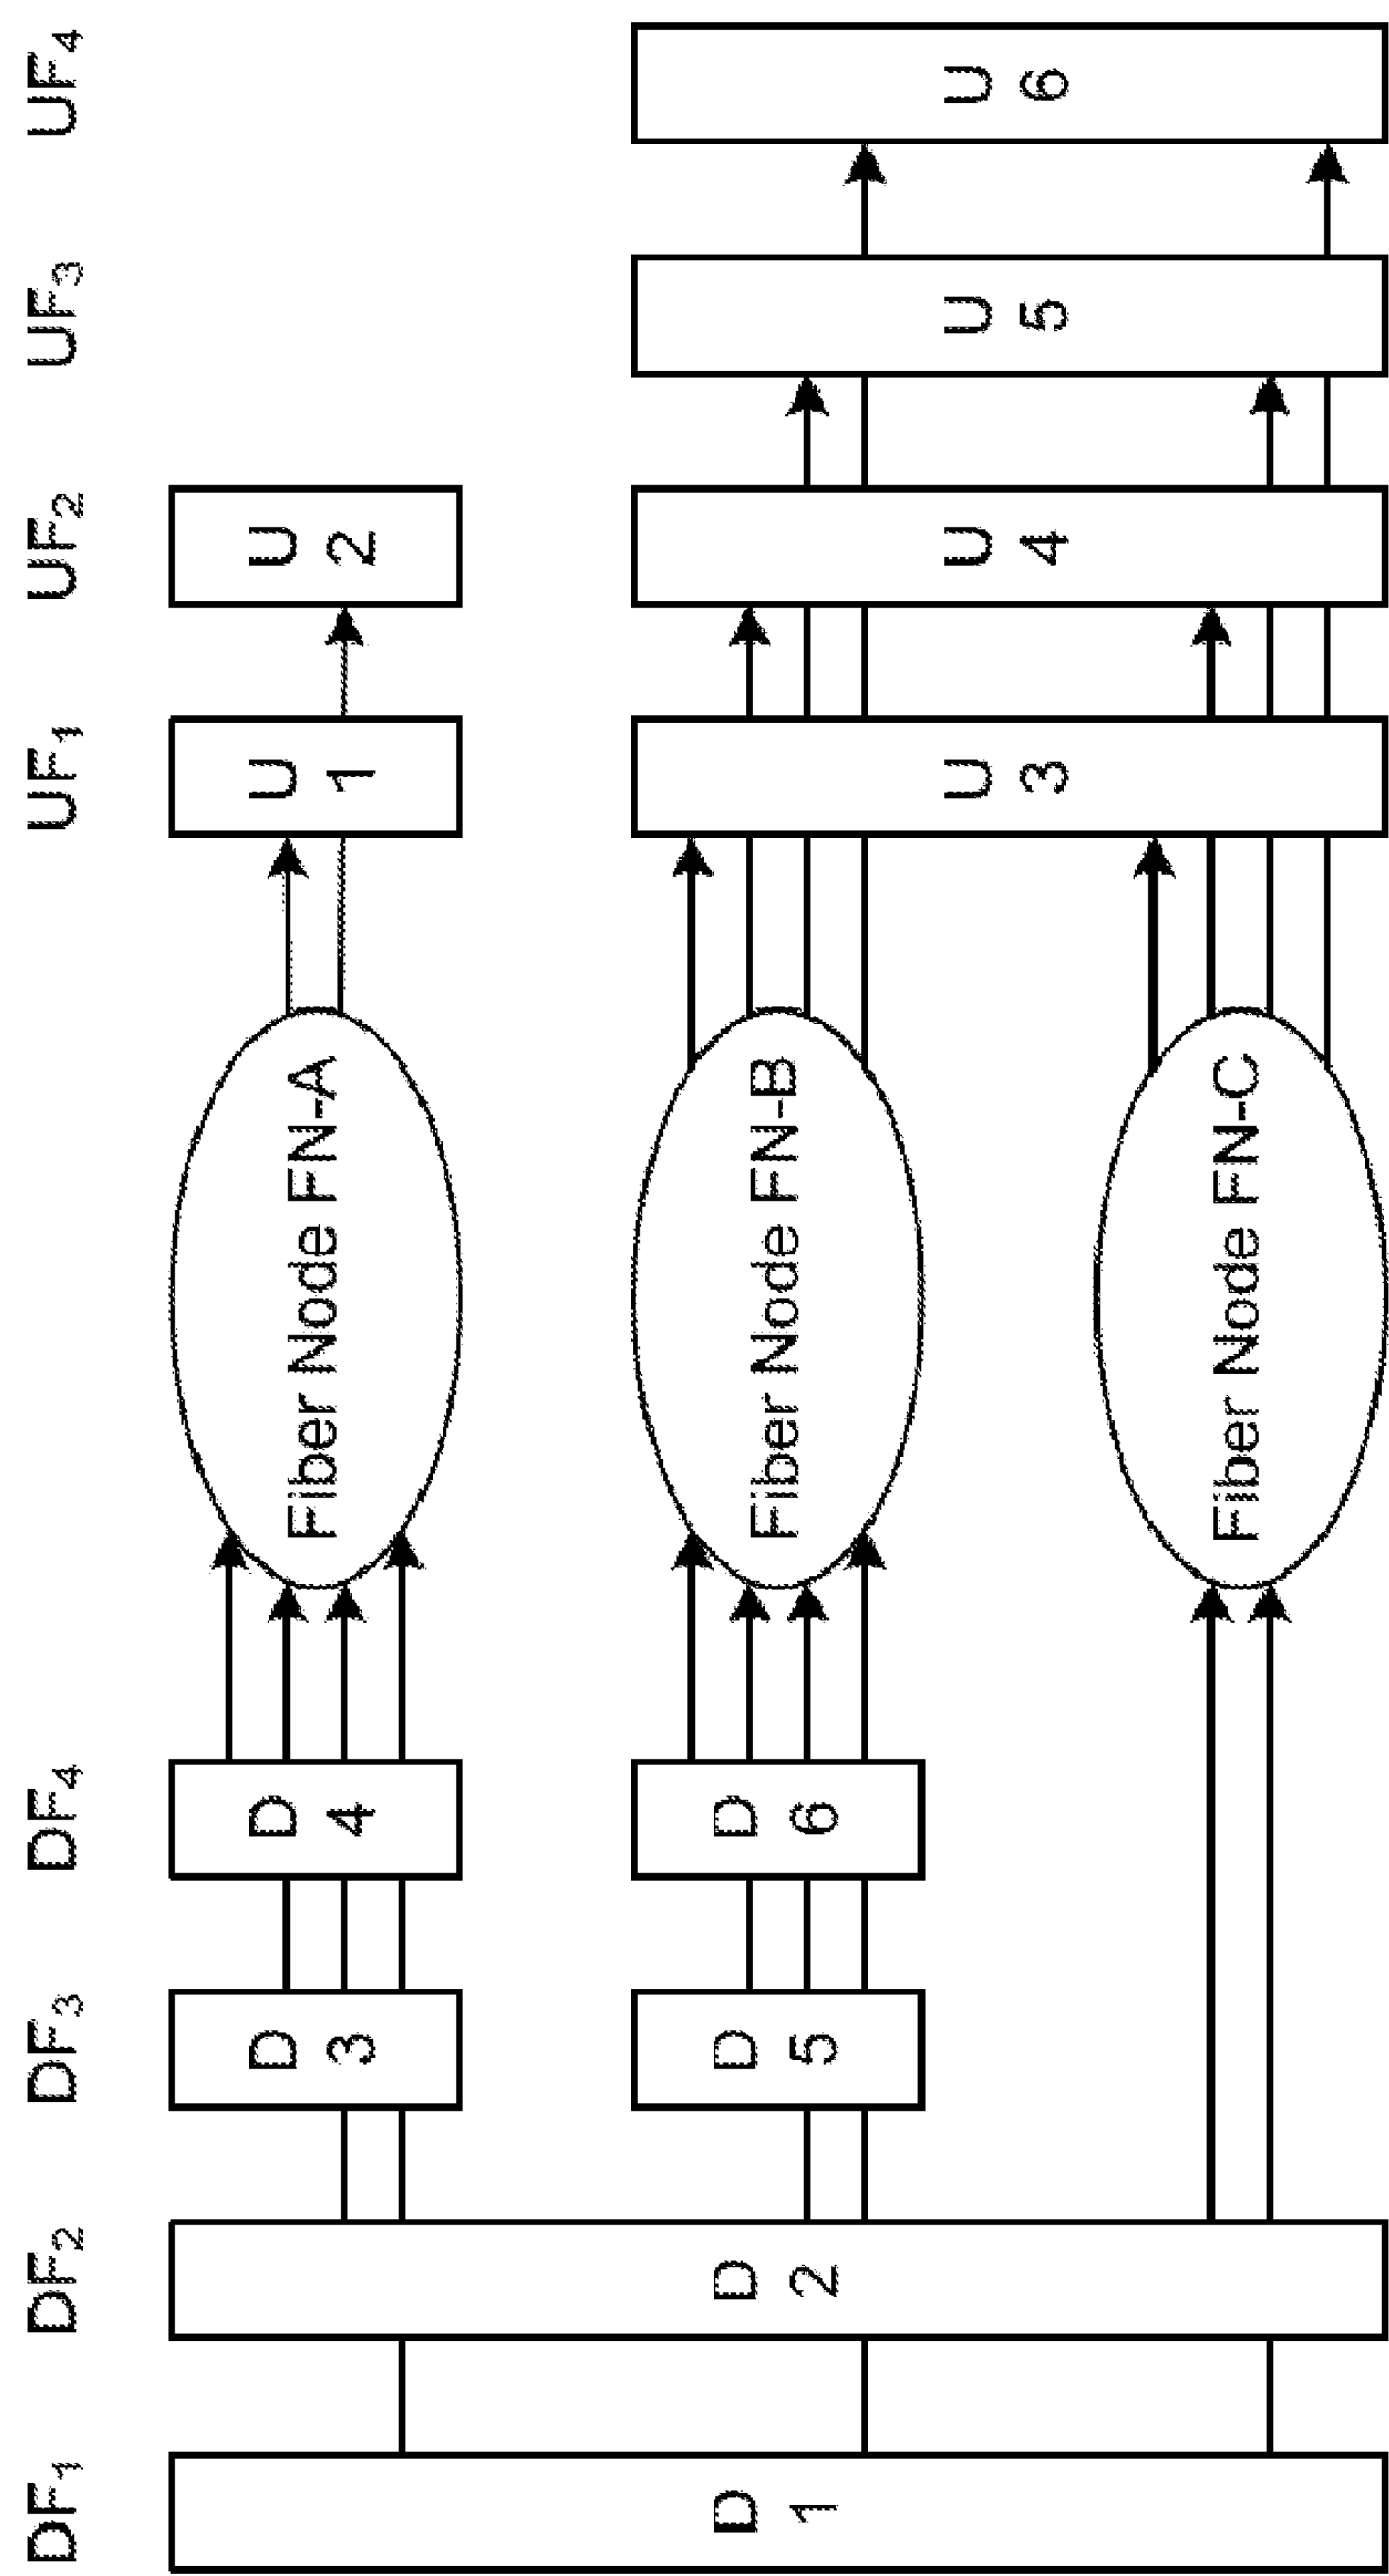 DF₁ DF₂ DF₃ DF₄ UF₁ UF₂ UF₃ UF₄
D
1
D
2
D
3
D
4
Fiber Node FN-A
U
1
U
2
D
5
D
6
Fiber Node FN-B
U
3
U
4
U
5
U
6
Fiber Node FN-C